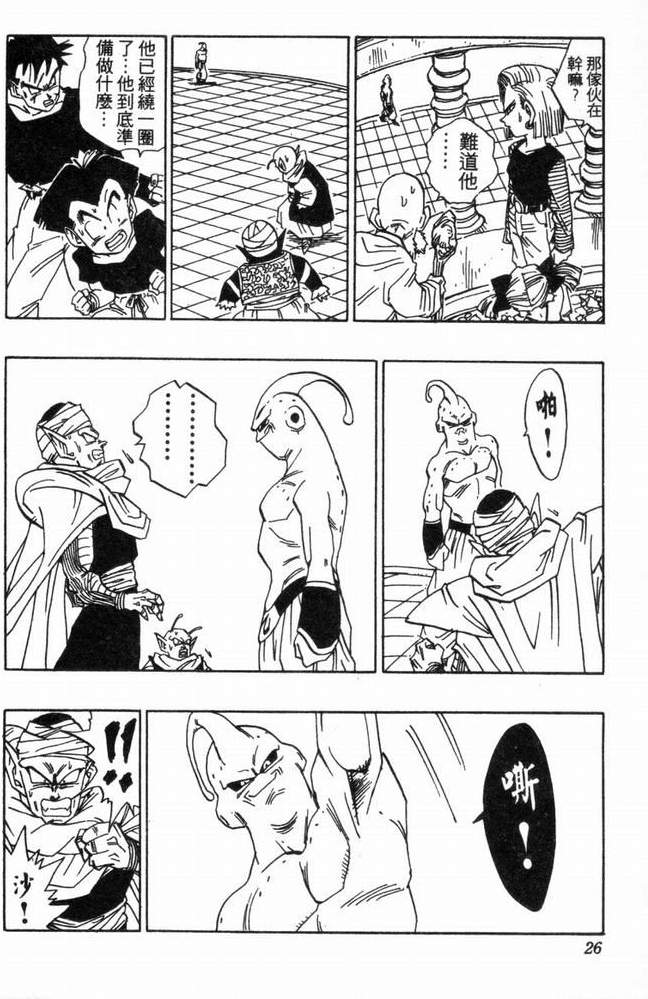 那傢伙在
幹嘛？
難道他
……
他已經繞一圈
了…他到底準
備做什麼…
啪！
………
………
嘶！
!!
沙！
26